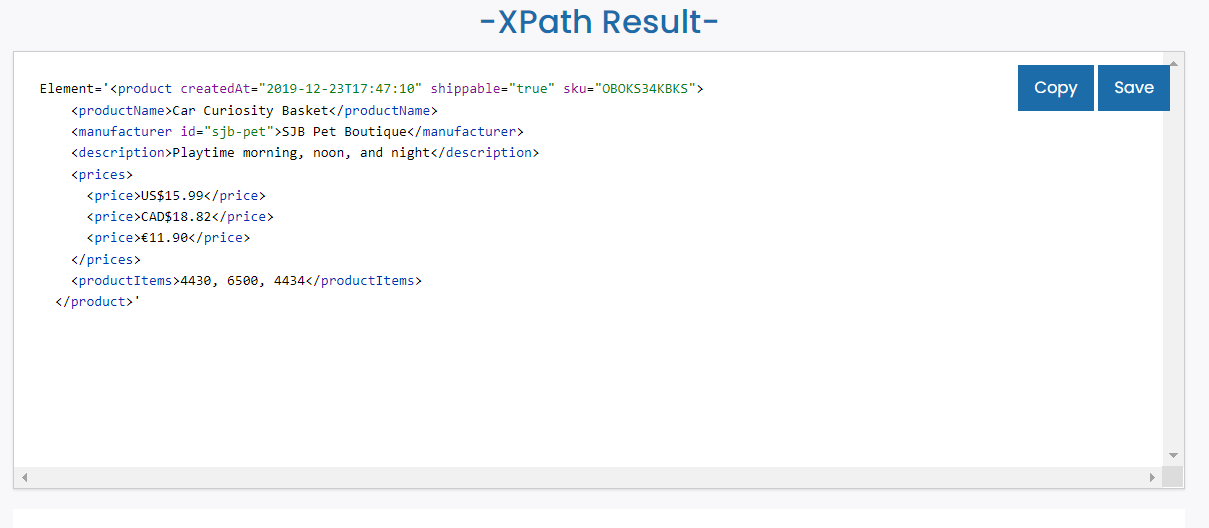 -XPath Result-
Copy
Save
Element='<product createdAt="2019-12-23T17:47:10" shippable="true" sku="OBOKS34KBKS">
<productName>Car Curiosity Basket</productName>
<manufacturer id="sjb-pet">SJB Pet Boutique</manufacturer>
<description>Playtime morning, noon, and night</description>
<prices>
<price>US$15.99</price>
<price>CAD$18.82</price>
<price>€11.90</price>
</prices>
<productItems>4430, 6500, 4434</productItems>
</product>'